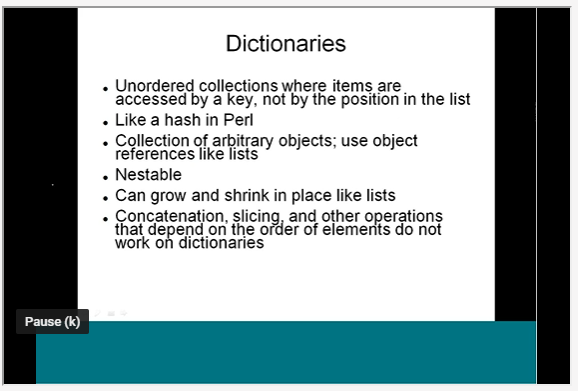 Dictionaries
• Unordered collections where items are
accessed by a key, not by the position in the list
• Like a hash in Perl
• Collection of arbitrary objects; use object
references like lists
• Nestable
• Can grow and shrink in place like lists
• Concatenation, slicing, and other operations
that depend on the order of elements do not
work on dictionaries
Pause (k)